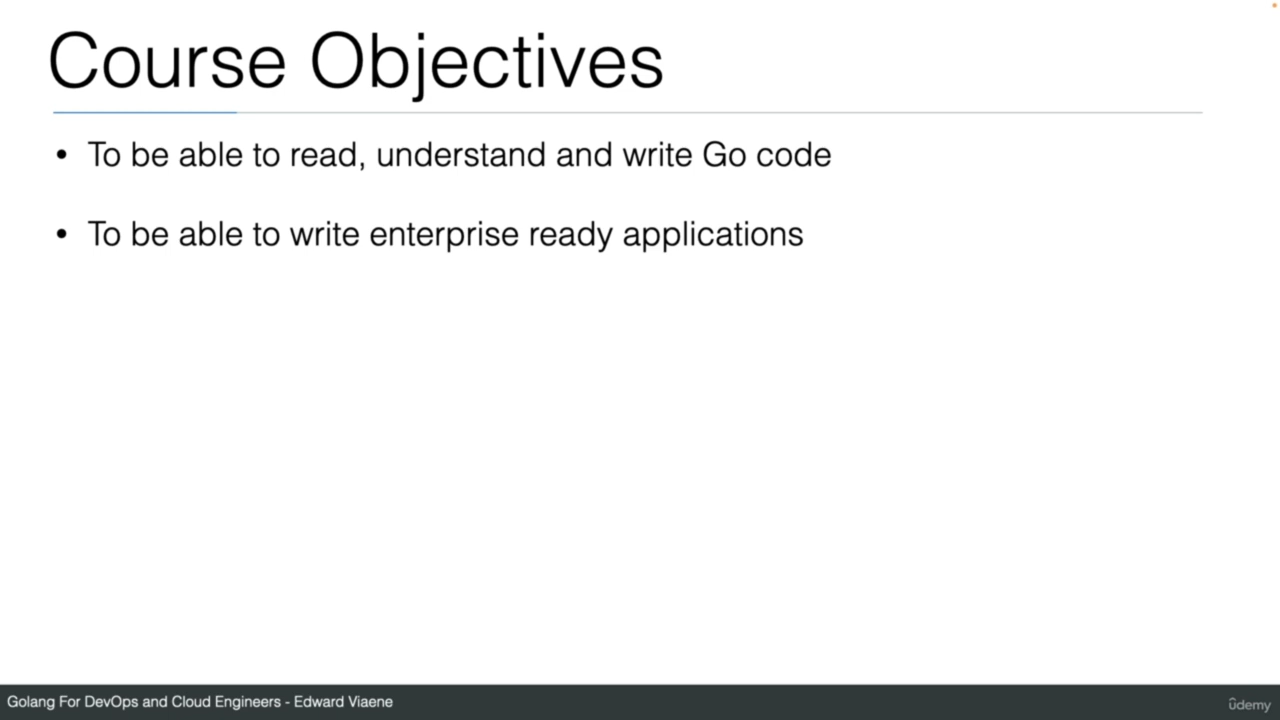 Course Objectives
• To be able to read, understand and write Go code
• To be able to write enterprise ready applications
Golang For DevOps and Cloud Engineers - Edward Viaene
ûdemy